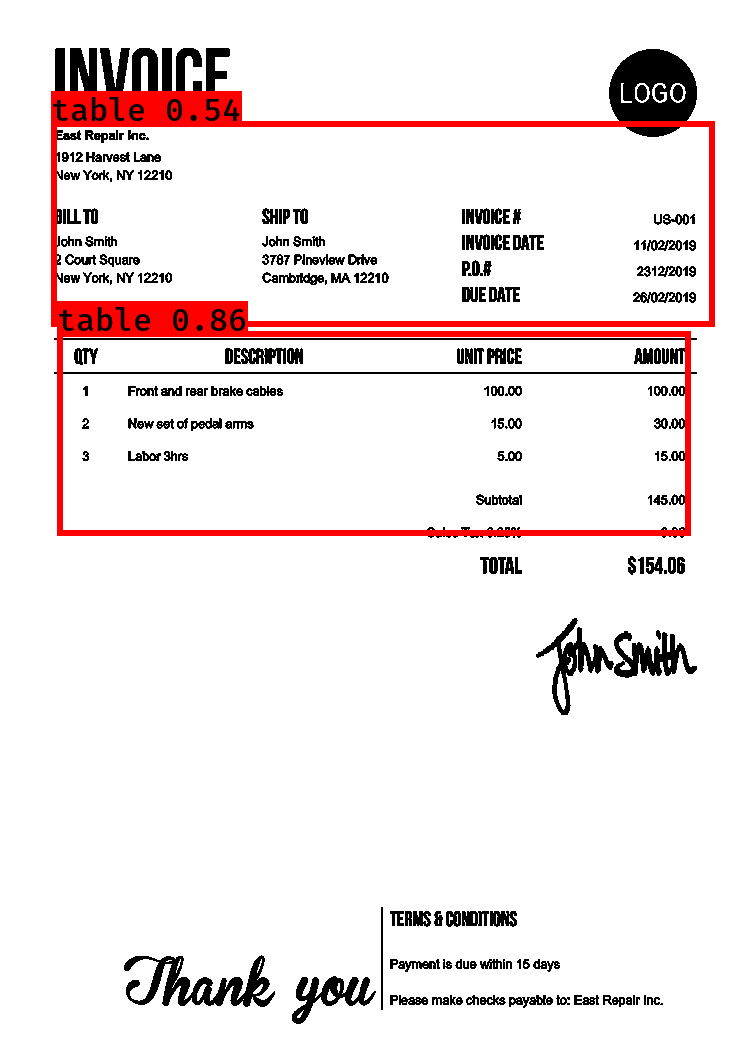 INVOICE
LOGO
table 0.54
East Repair Inc.
1912 Harvest Lane
New York, NY 12210
BILL TO SHIP TO INVOICE # US-001
John Smith John Smith INVOICE DATE 11/02/2019
2 Court Square 3787 Pineview Drive P.O.# 2312/2019
New York, NY 12210 Cambridge, MA 12210 DUE DATE 26/02/2019
table 0.86
QTY DESCRIPTION UNIT PRICE AMOUNT
1 Front and rear brake cables 100.00 100.00
2 New set of pedal arms 15.00 30.00
3 Labor 3hrs 5.00 15.00
Subtotal 145.00
Sales Tax
TOTAL $154.06
John Smith
TERMS & CONDITIONS
Payment is due within 15 days
Thank you
Please make checks payable to: East Repair Inc.